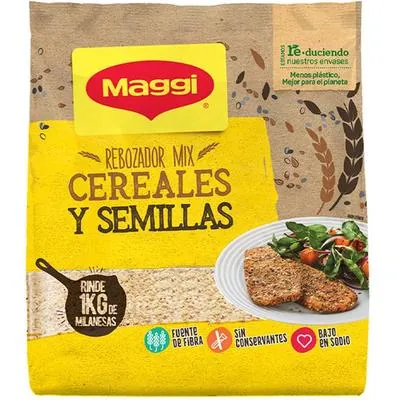 ESTAMOS
re•duciendo
nuestros envases
Menos plástico,
Mejor para el planeta
Maggi
®
REBOZADOR MIX
CEREALES
Y SEMILLAS
RINDE
1KG DE
MILANESAS
FUENTE
DE FIBRA
SIN
CONSERVANTES
BAJO
EN SODIO